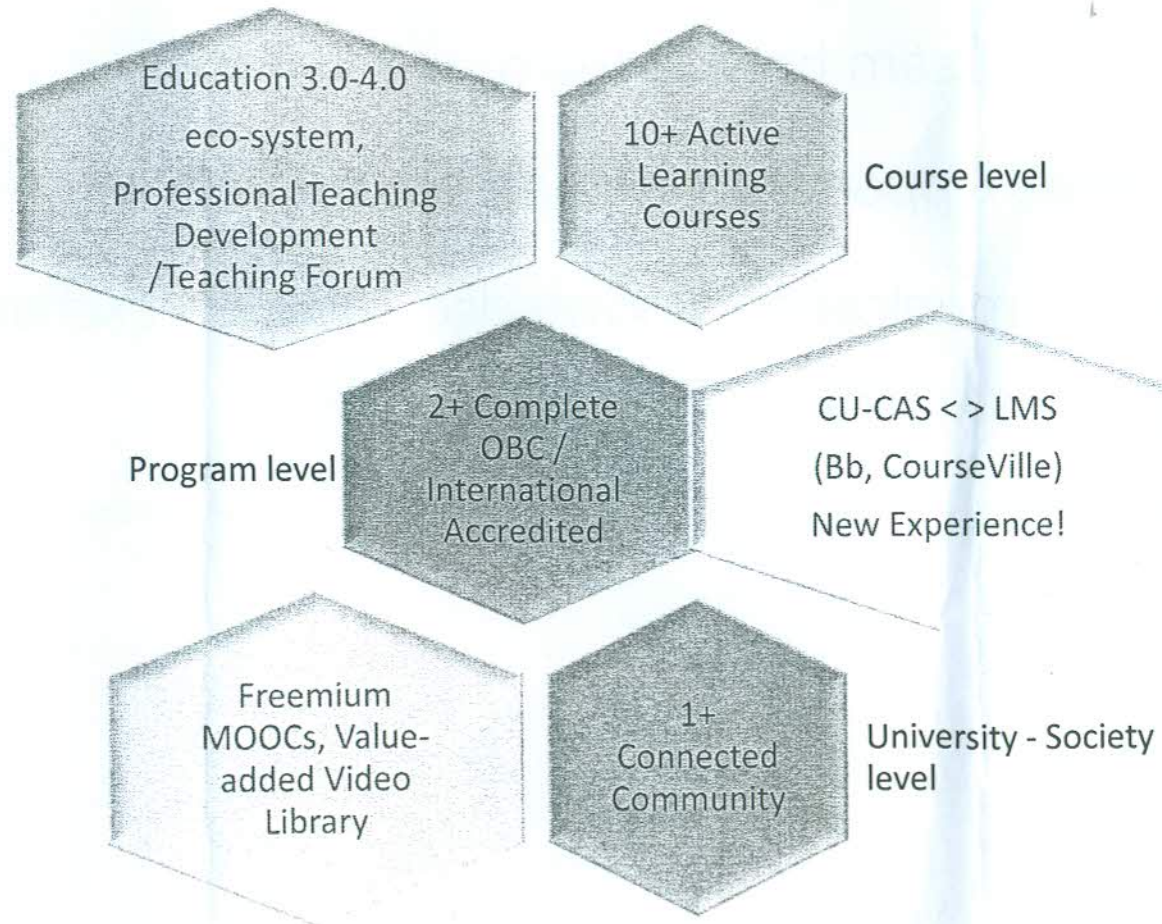 Education 3.0-4.0
eco-system,
Professional Teaching
Development
/Teaching Forum
10+ Active
Learning
Courses
Course level
Program level
2+ Complete
OBC /
International
Accredited
CU-CAS < > LMS
(Bb, CourseVille)
New Experience!
Freemium
MOOCs, Value-
added Video
Library
1+
Connected
Community
University - Society
level